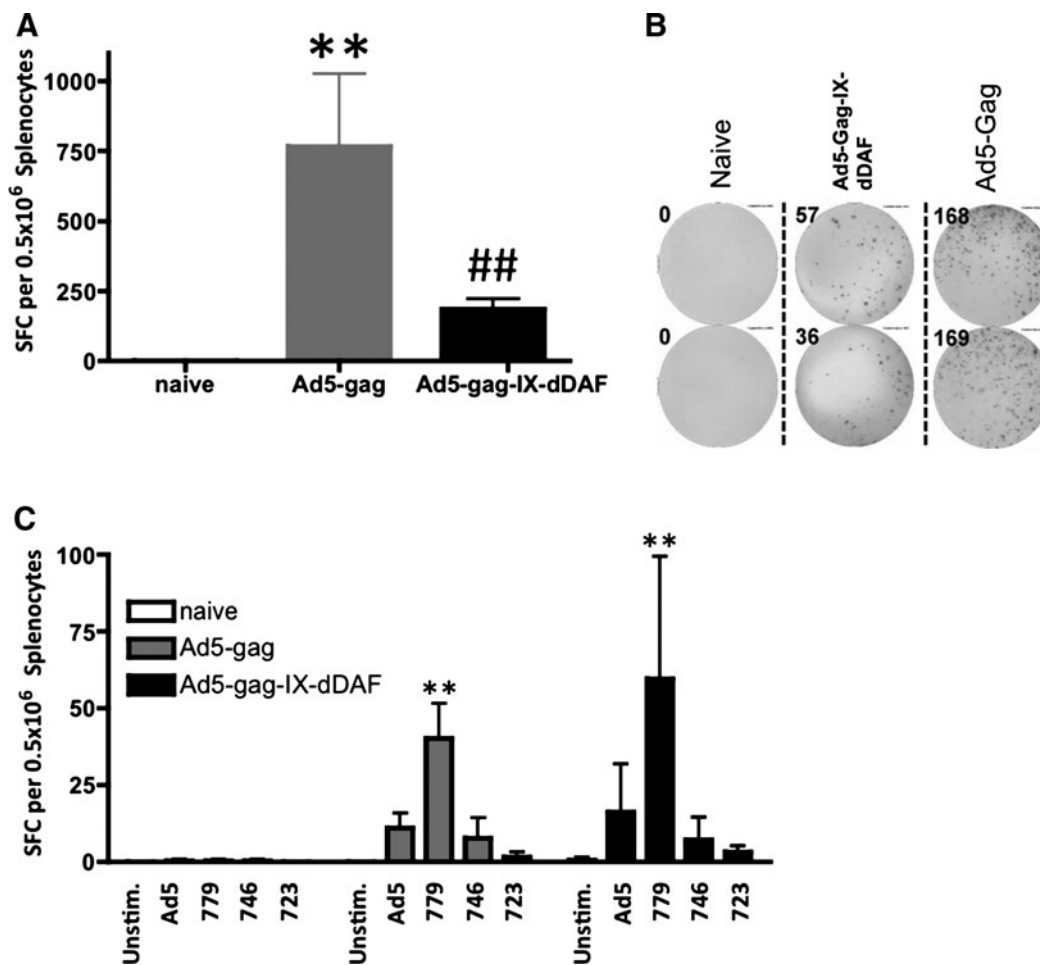 A
SFC per 0.5x10⁶ Splenocytes
1000
750
500
250
0
**
##
naive
Ad5-gag
Ad5-gag-IX-dDAF
B
Naive
Ad5-Gag-IX-
dDAF
Ad5-Gag
0
57
168
0
36
169
C
SFC per 0.5x10⁶ Splenocytes
100
75
50
25
0
naive
Ad5-gag
Ad5-gag-IX-dDAF
**
**
Unstim.
Ad5
779
746
723
Unstim.
Ad5
779
746
723
Unstim.
Ad5
779
746
723